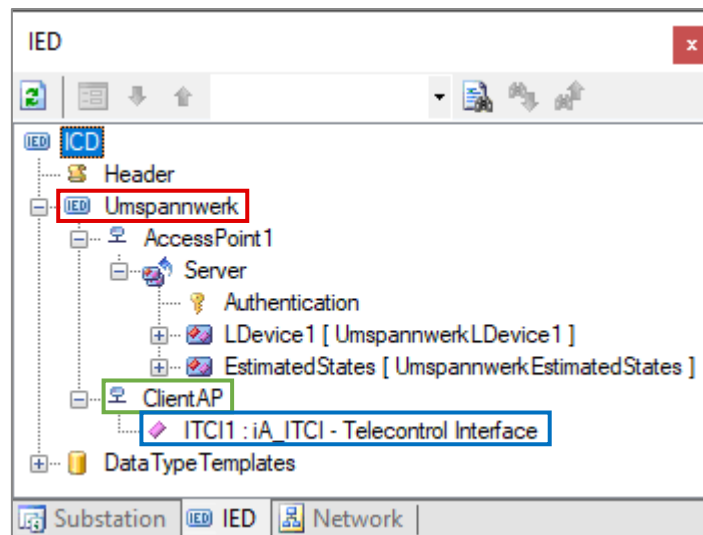 IED
x
ICD
Header
Umspannwerk
AccessPoint1
Server
Authentication
LDevice1 [ UmspannwerkLDevice1 ]
EstimatedStates [ UmspannwerkEstimatedStates ]
ClientAP
ITCI1 : iA_ITCI - Telecontrol Interface
DataTypeTemplates
Substation IED Network